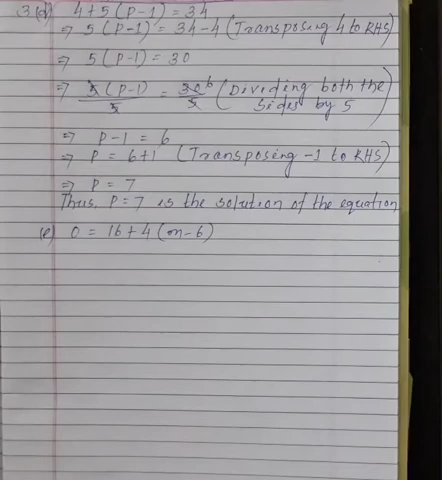 3.(d) 4+5(P-1) = 34
⇒ 5(P-1) = 34-4 (Transposing 4 to RHS)
⇒ 5(P-1) = 30
⇒ 5(P-1)/5 = 30 6/5 (Dividing both the sides by 5)
⇒ P-1 = 6
⇒ P = 6+1 (Transposing -1 to RHS)
⇒ P = 7
Thus, P=7 is the solution of the equation
(e) 0 = 16+4(m-6)